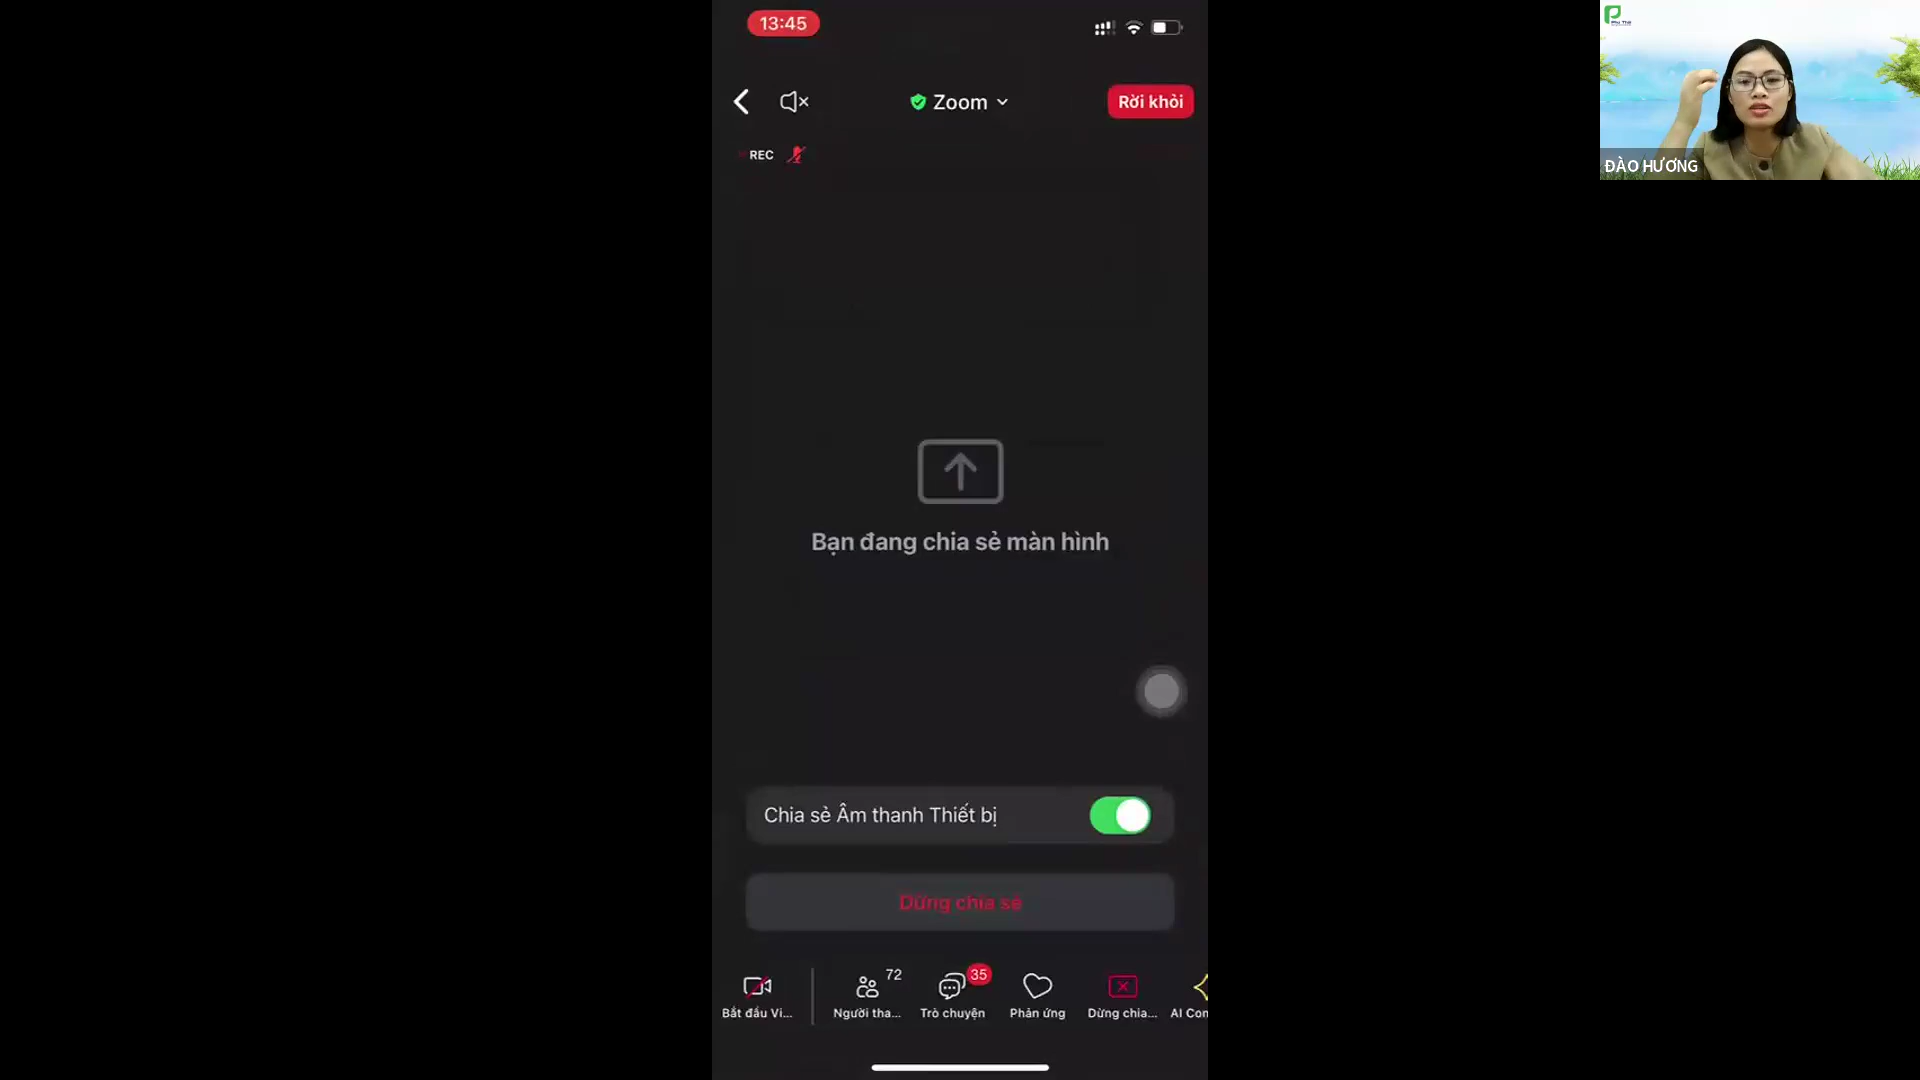 13:45
Zoom
Rời khỏi
REC
ĐÀO HƯƠNG
Bạn đang chia sẻ màn hình
Chia sẻ Âm thanh Thiết bị
Dừng chia sẻ
72
35
Bắt đầu Vi...
Người tha...
Trò chuyện
Phản ứng
Dừng chia...
AI Con